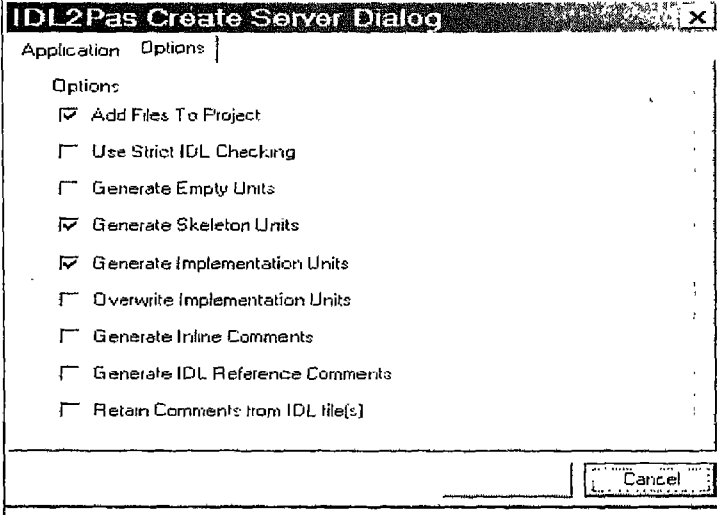 IDL2Pas Create Server Dialog
Application Options
Options
Add Files To Project
Use Strict IDL Checking
Generate Empty Units
Generate Skeleton Units
Generate Implementation Units
Overwrite Implementation Units
Generate Inline Comments
Generate IDL Reference Comments
Retain Comments from IDL file(s)
Cancel